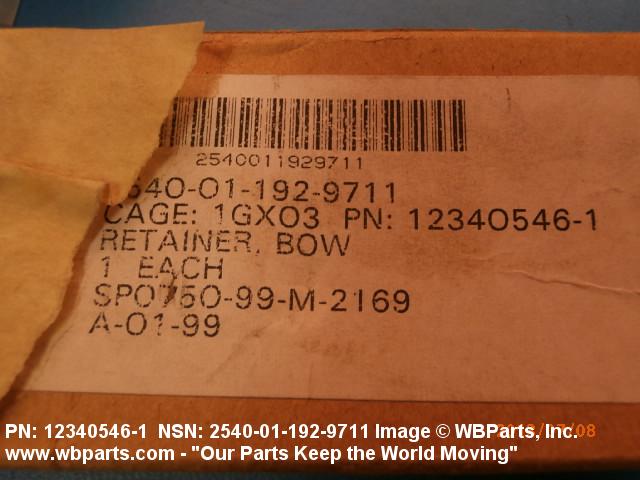 2540011929711
540-01-192-9711
CAGE: 1GX03 PN: 12340546-1
RETAINER, BOW
1 EACH
SP0750-99-M-2169
A-01-99
PN: 12340546-1 NSN: 2540-01-192-9711 Image © WBParts, Inc.
www.wbparts.com - "Our Parts Keep the World Moving"